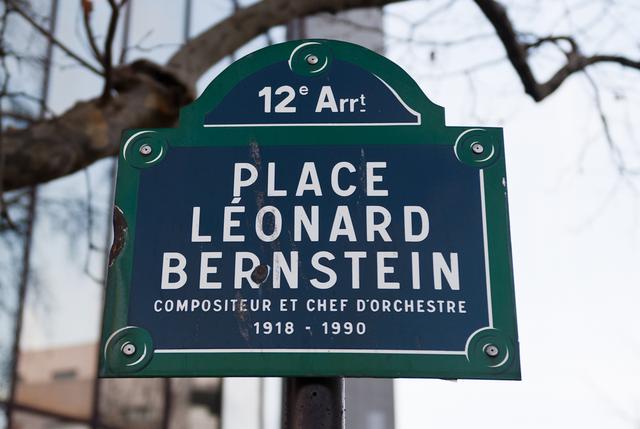 12e Arrt
PLACE
LÉONARD
BERNSTEIN
COMPOSITEUR ET CHEF D'ORCHESTRE
1918 - 1990